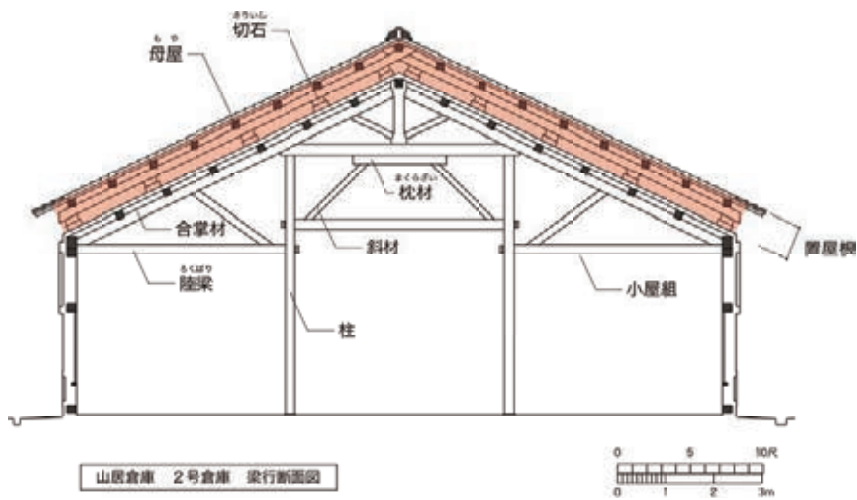 きりいし
切石
もや
母屋
まくらざい
枕材
合掌材
斜材
置屋根
ろくばり
陸梁
小屋組
柱
山居倉庫 2号倉庫 梁行断面図
0 5 10尺
0 1 2 3m